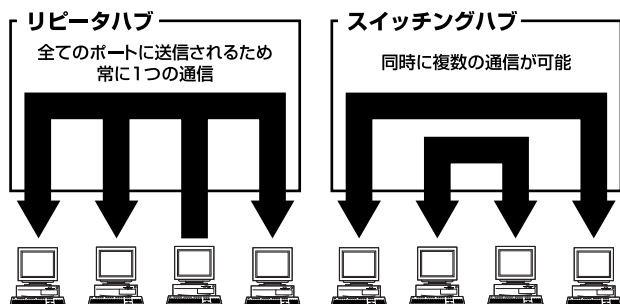 リピータハブ
全てのポートに送信されるため
常に1つの通信
スイッチングハブ
同時に複数の通信が可能